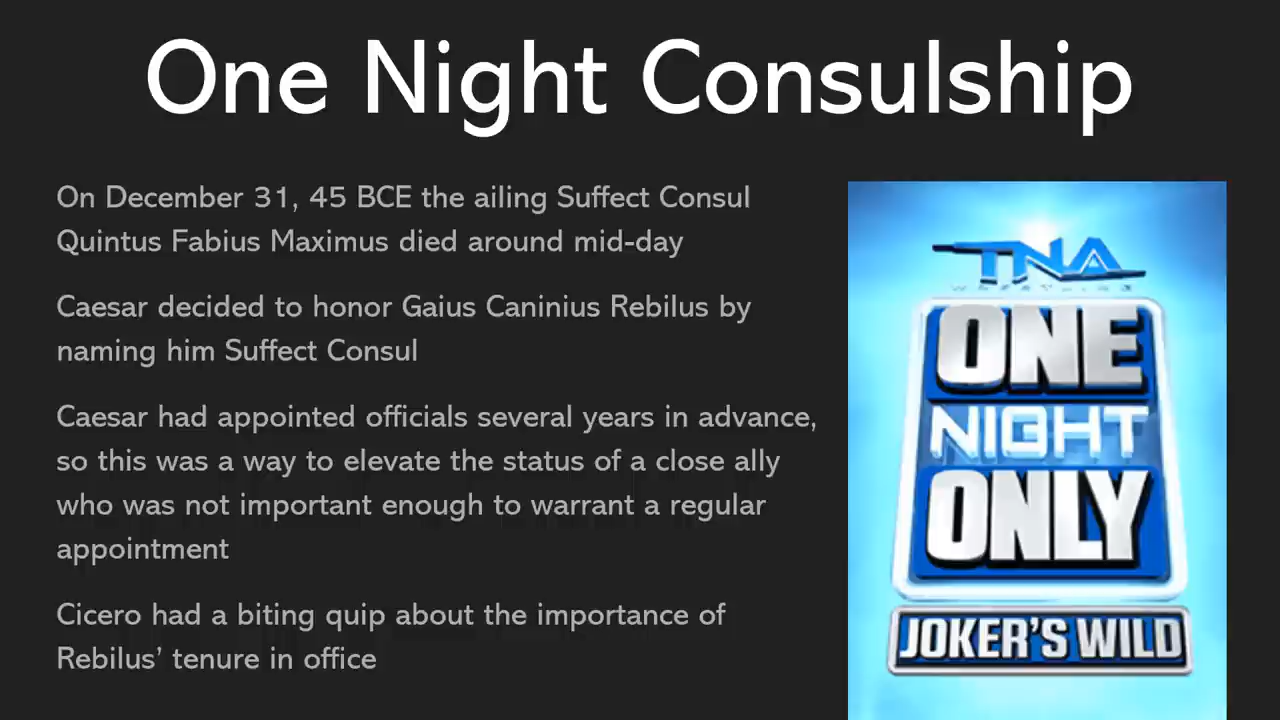 One Night Consulship
On December 31, 45 BCE the ailing Suffect Consul
Quintus Fabius Maximus died around mid-day
Caesar decided to honor Gaius Caninius Rebilus by
naming him Suffect Consul
Caesar had appointed officials several years in advance,
so this was a way to elevate the status of a close ally
who was not important enough to warrant a regular
appointment
Cicero had a biting quip about the importance of
Rebilus’ tenure in office
TNA
ONE
NIGHT
ONLY
JOKER'S WILD